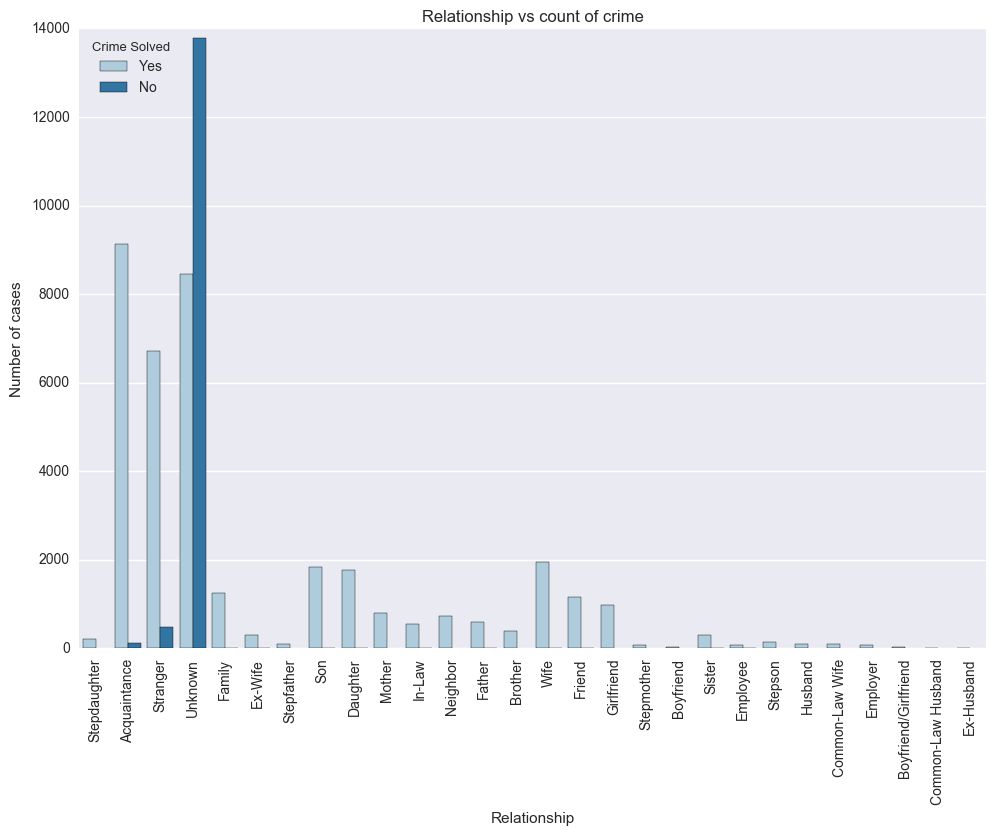 Relationship vs count of crime
Crime Solved
Yes
No
14000
12000
10000
8000
6000
4000
2000
0
Number of cases
Stepdaughter
Acquaintance
Stranger
Unknown
Family
Ex-Wife
Stepfather
Son
Daughter
Mother
In-Law
Neighbor
Father
Brother
Wife
Friend
Girlfriend
Stepmother
Boyfriend
Sister
Employee
Stepson
Husband
Common-Law Wife
Employer
Boyfriend/Girlfriend
Common-Law Husband
Ex-Husband
Relationship